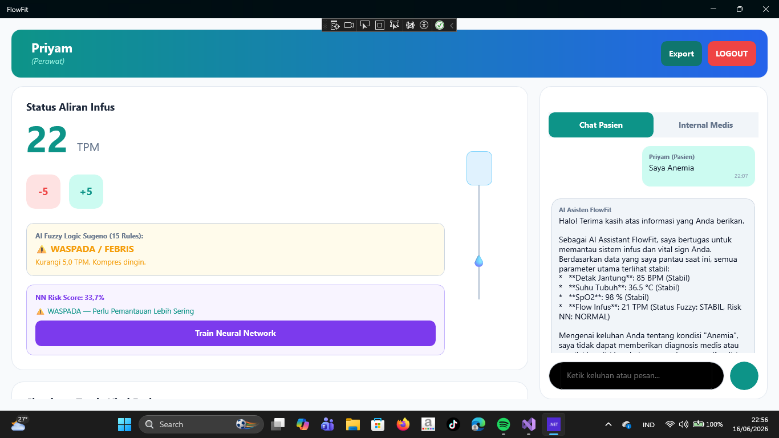 FlowFit
Priyam
(Perawat)
Export
LOGOUT
Status Aliran Infus
22 TPM
-5
+5
AI Fuzzy Logic Sugeno (15 Rules):
⚠️ WASPADA / FEBRIS
Kurangi 5.0 TPM. Kompres dingin.
NN Risk Score: 33,7%
⚠️ WASPADA — Perlu Pemantauan Lebih Sering
Train Neural Network
Chat Pasien
Internal Medis
Priyam (Pasien)
Saya Anemia
22:07
AI Asisten FlowFit
Halo! Terima kasih atas informasi yang Anda berikan.
Sebagai AI Assistant FlowFit, saya bertugas untuk
memantau sistem infus dan vital sign Anda.
Berdasarkan data yang saya pantau saat ini, semua
parameter utama terlihat stabil:
* **Detak Jantung**: 85 BPM (Stabil)
* **Suhu Tubuh**: 36.5 °C (Stabil)
* **SpO2**: 98 % (Stabil)
* **Flow Infus**: 21 TPM (Status Fuzzy: STABIL, Risk
NN: NORMAL)
Mengenai keluhan Anda tentang kondisi "Anemia",
saya tidak dapat memberikan diagnosis medis atau
Ketik keluhan atau pesan...
27°
Search
.NET
IND
100%
22:56
16/06/2026